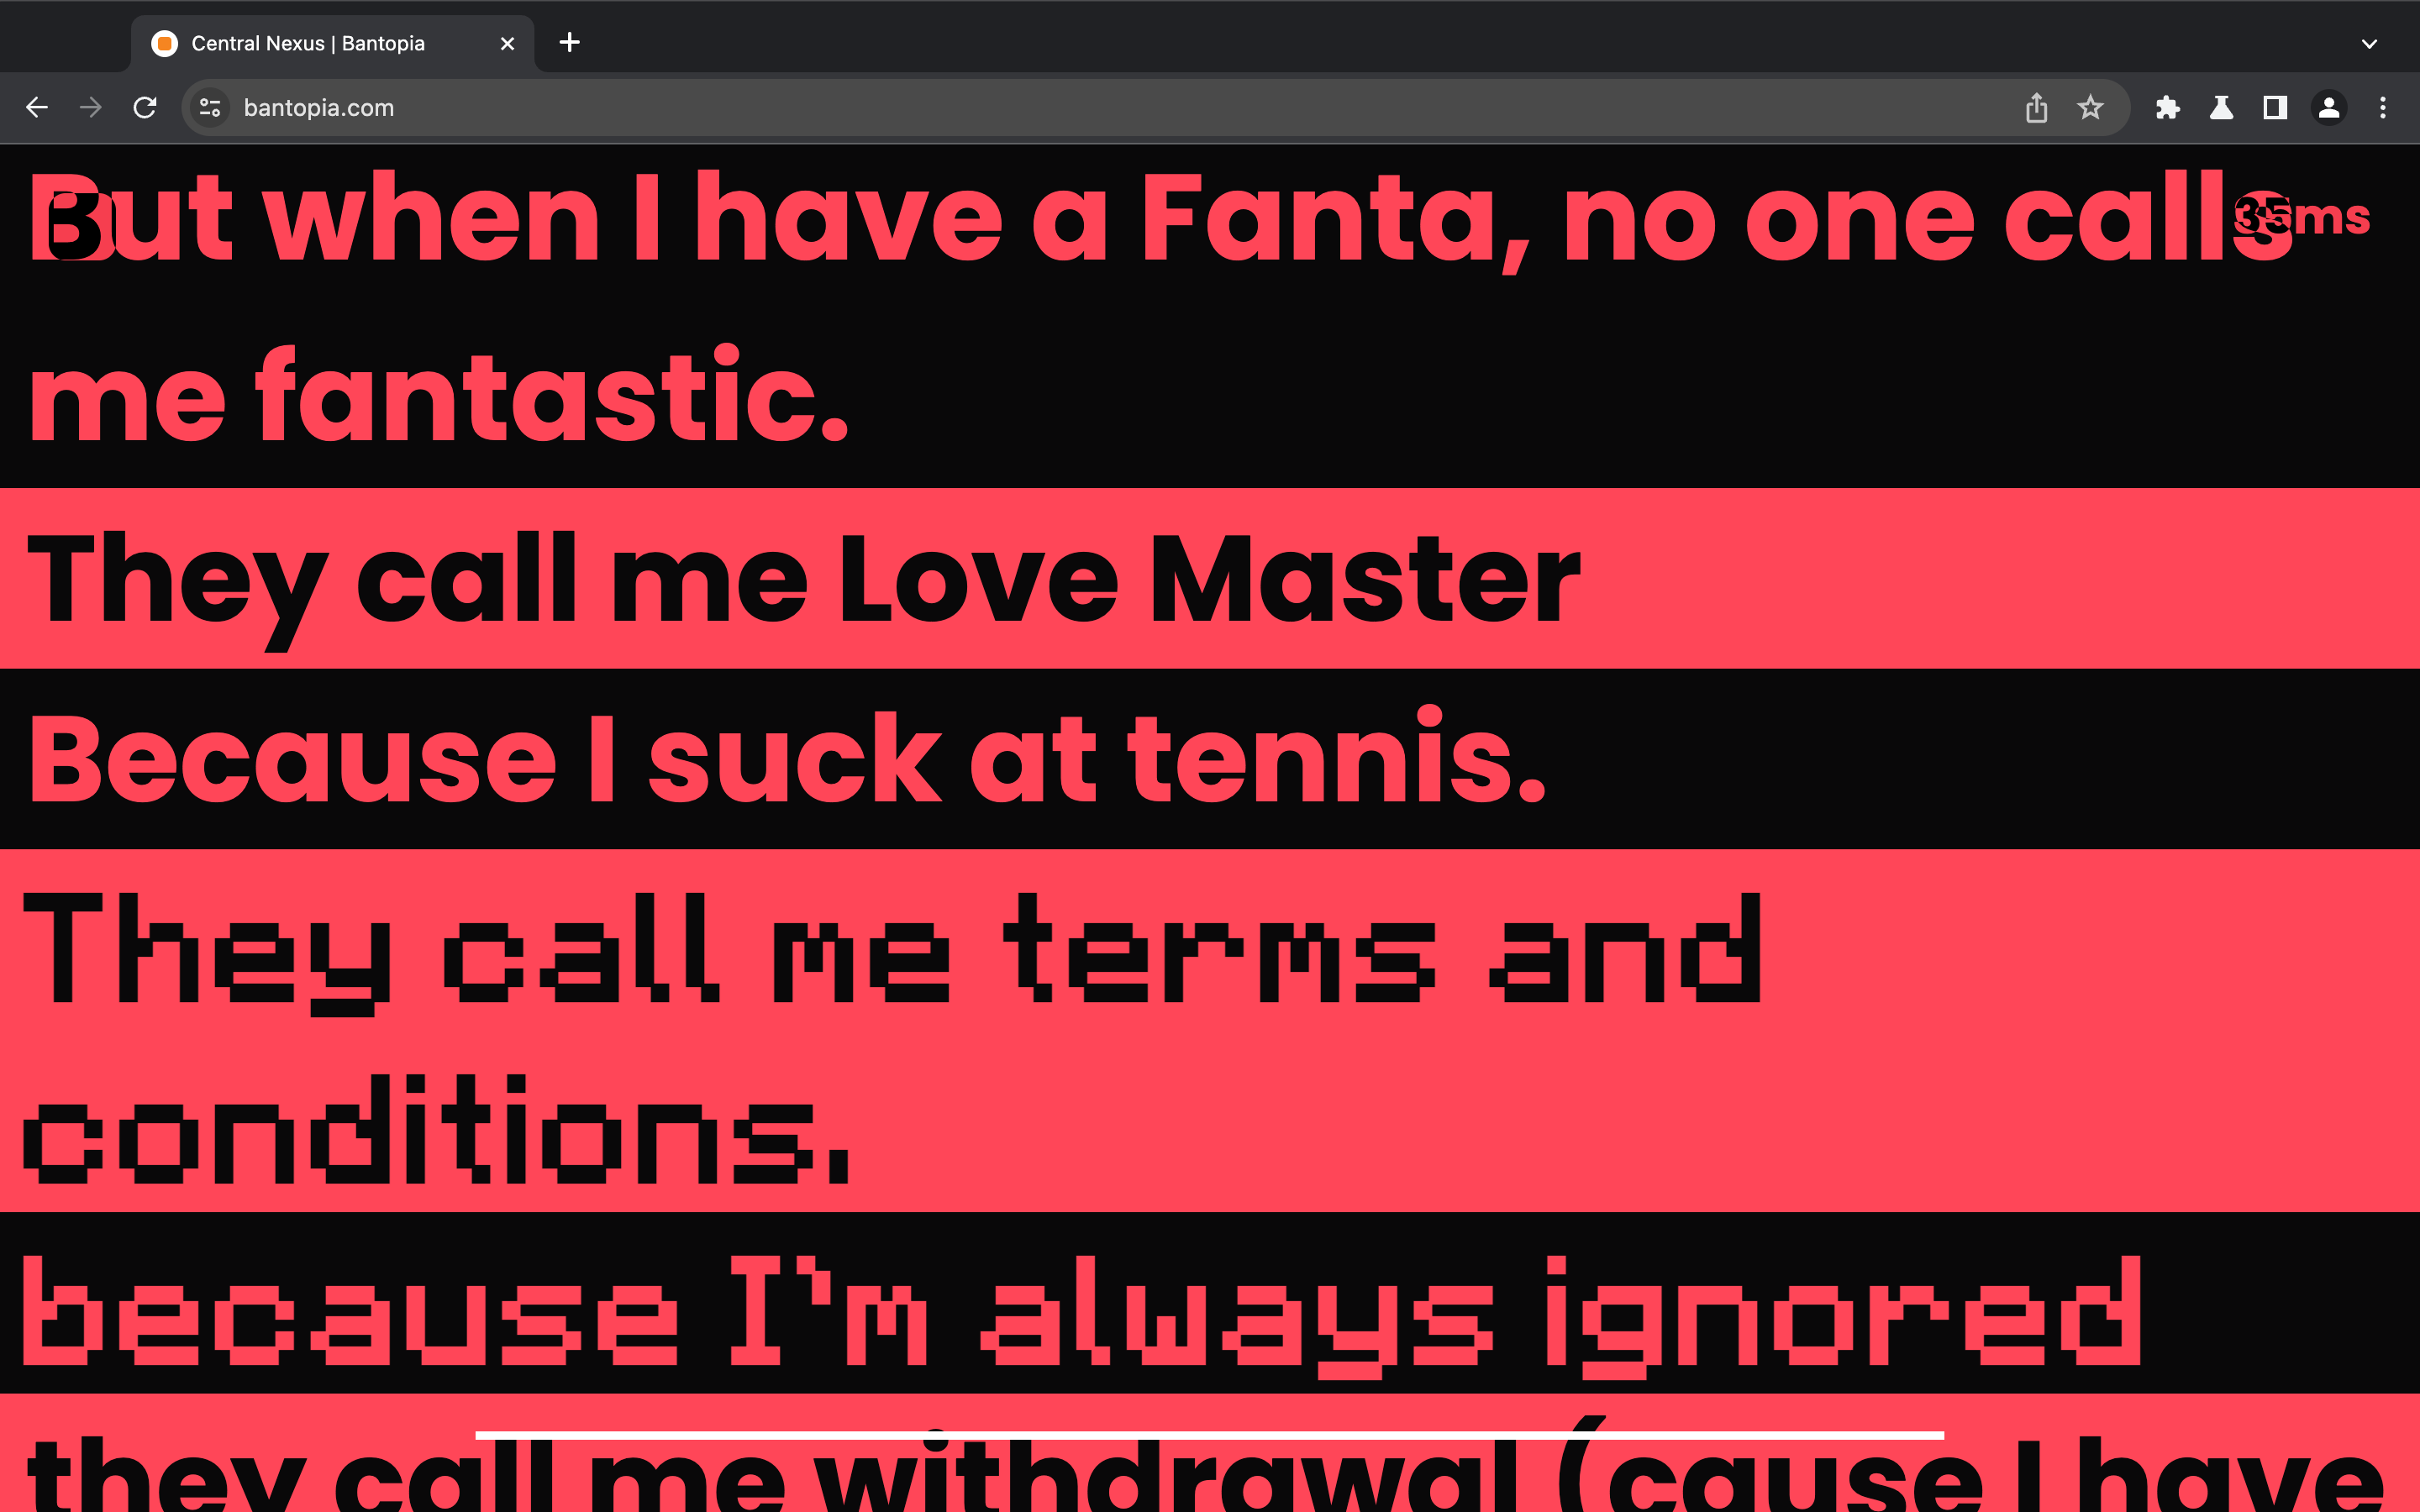 Central Nexus | Bantopia
bantopia.com
B
But when I have a Fanta, no one calls
35ms
me fantastic.
They call me Love Master
Because I suck at tennis.
They call me terms and
conditions.
because I'm always ignored
they call me withdrawal (cause I have